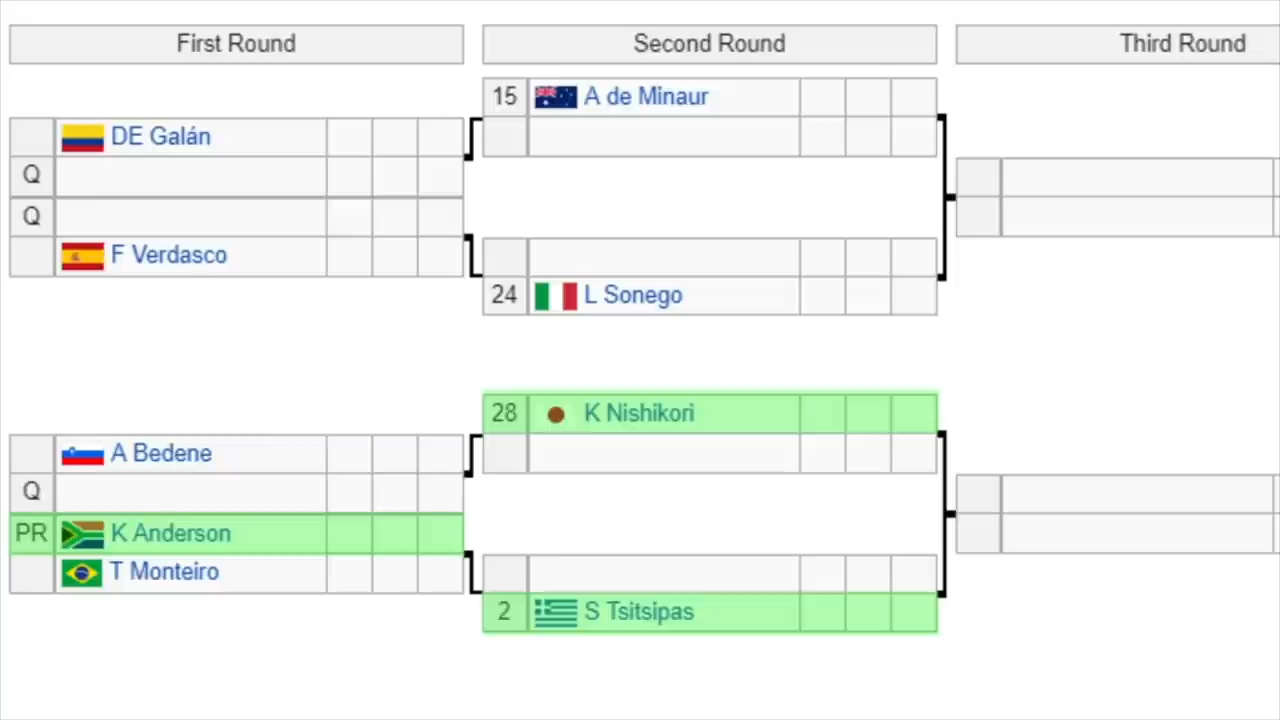 First Round
Second Round
Third Round
15 A de Minaur
DE Galán
Q
Q
F Verdasco
24 L Sonego
28 K Nishikori
A Bedene
Q
PR K Anderson
T Monteiro
2 S Tsitsipas